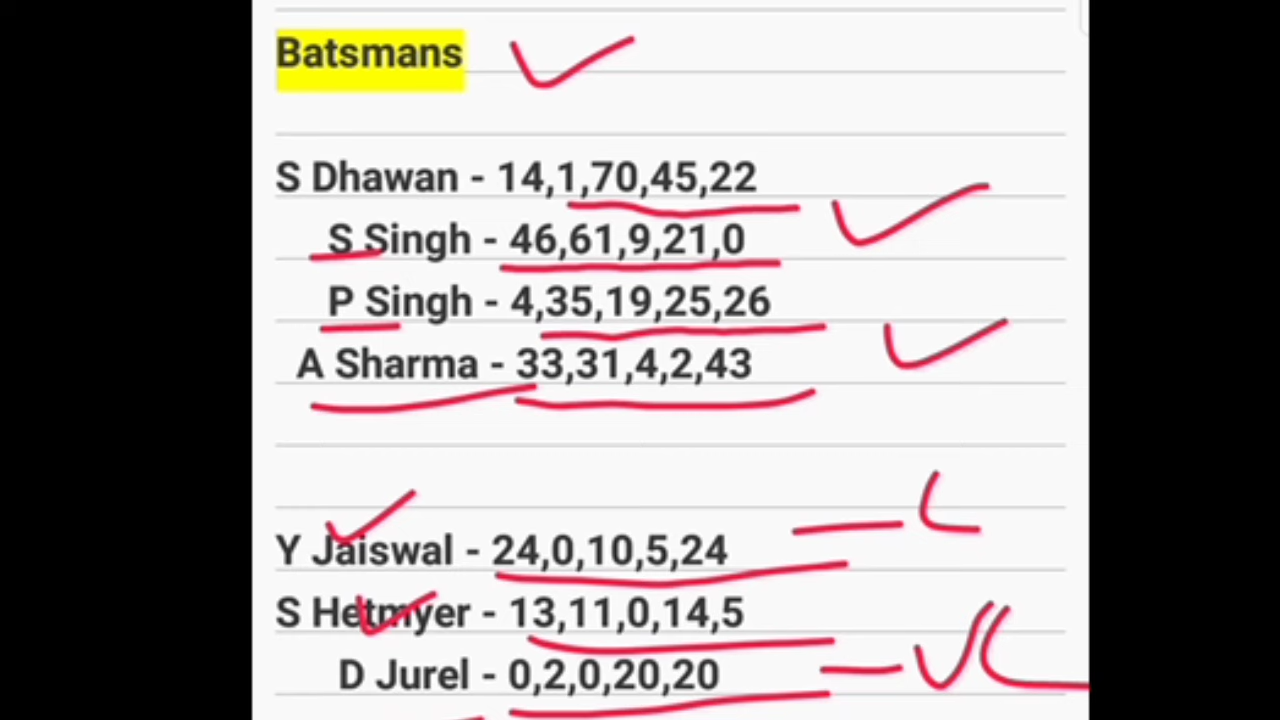 Batsmans
S Dhawan - 14,1,70,45,22
S Singh - 46,61,9,21,0
P Singh - 4,35,19,25,26
A Sharma - 33,31,4,2,43
Y Jaiswal - 24,0,10,5,24
S Hetmyer - 13,11,0,14,5
D Jurel - 0,2,0,20,20